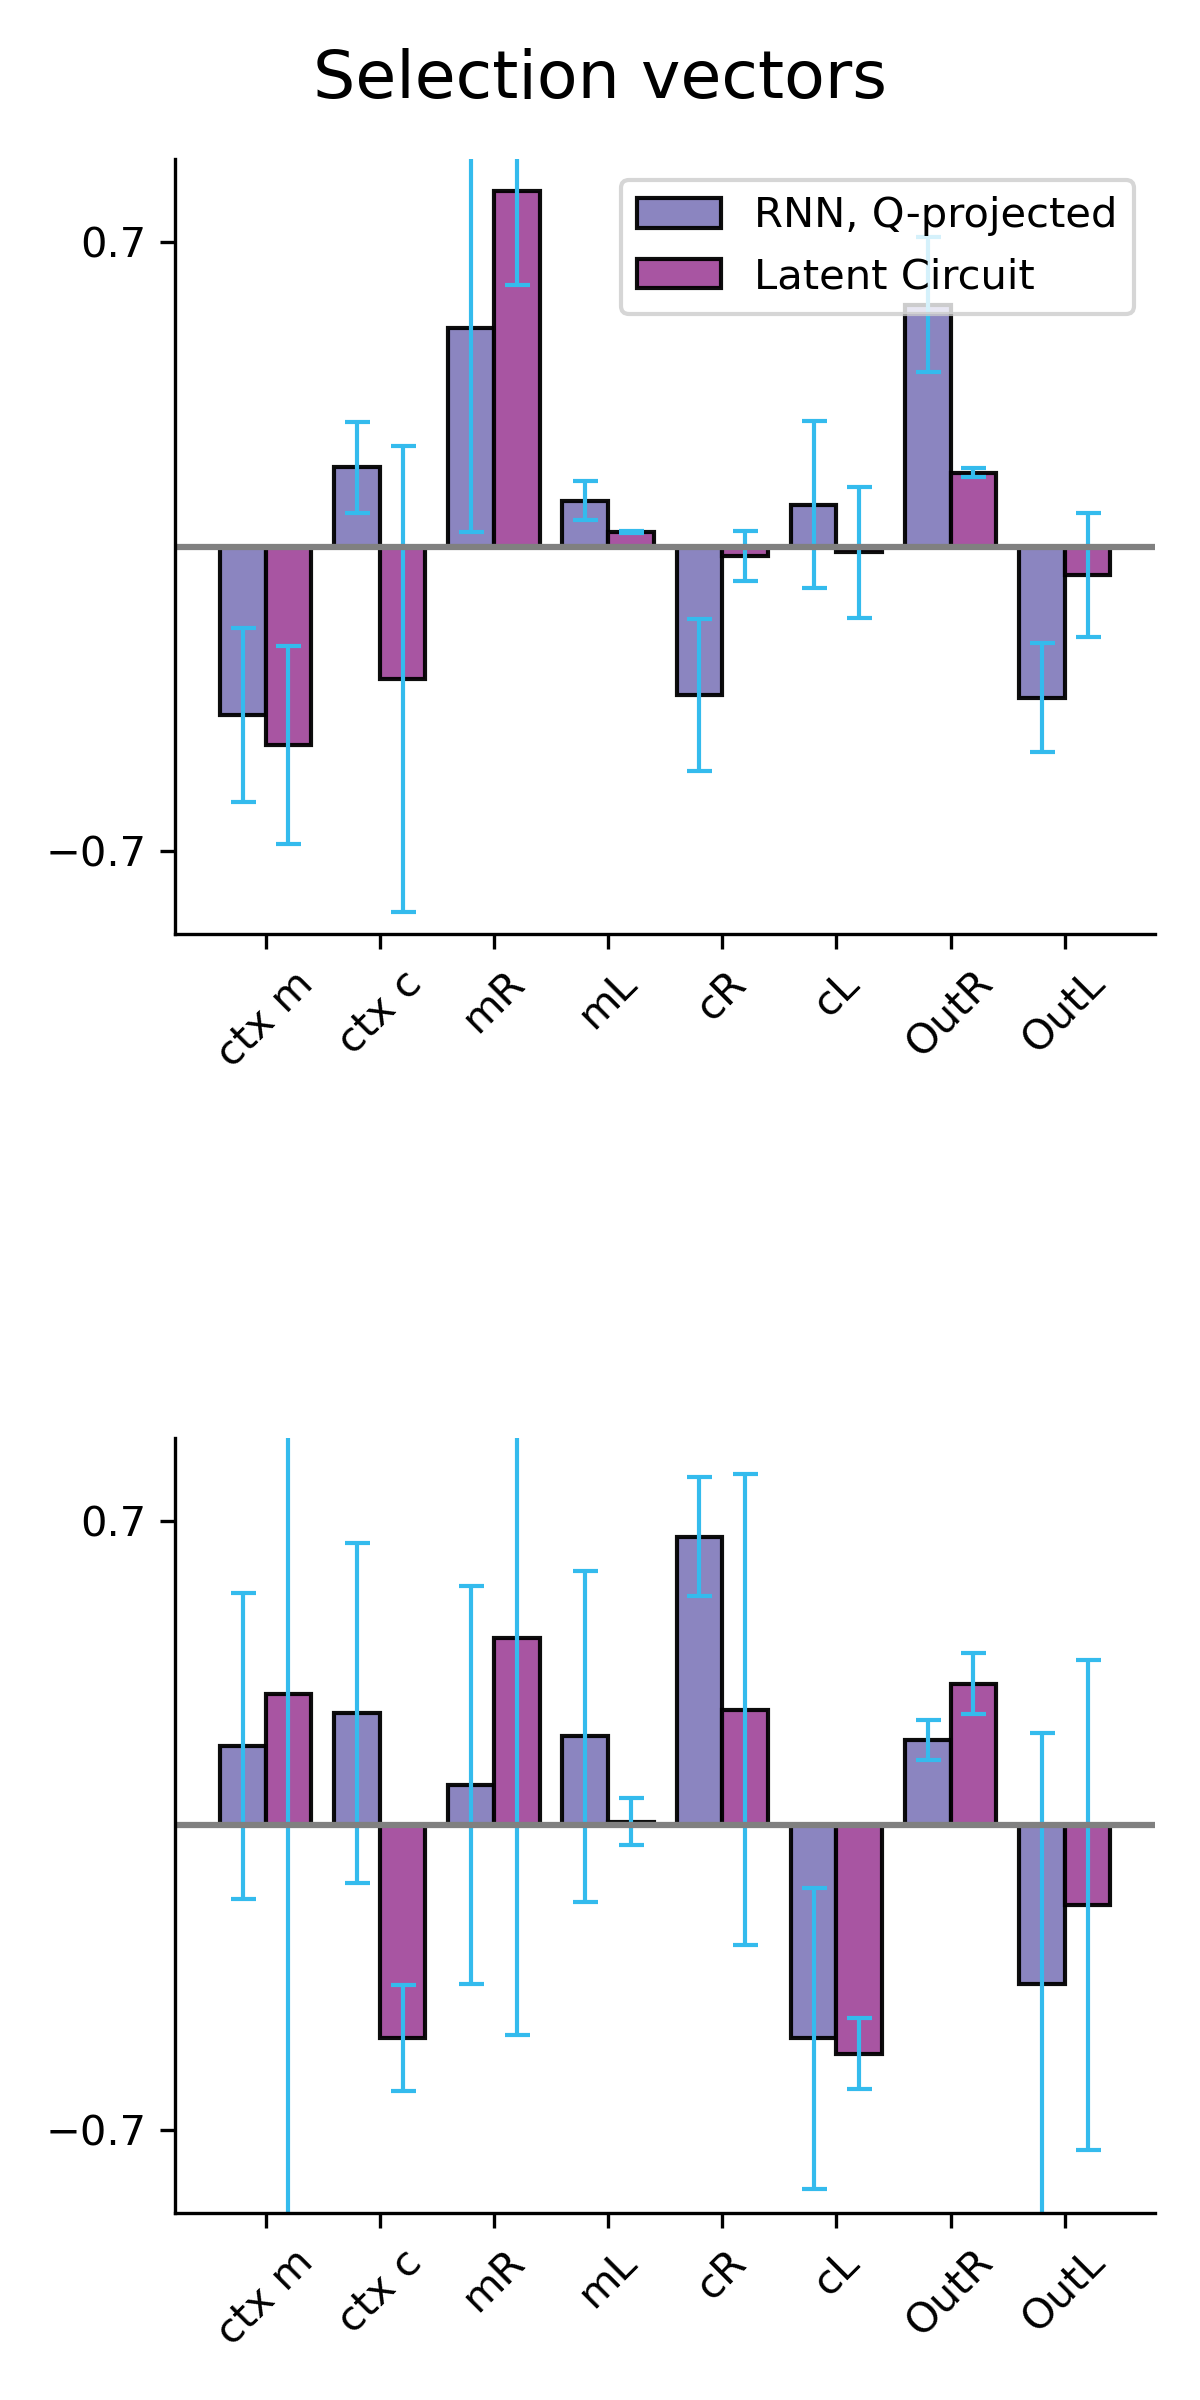 Selection vectors
0.7
−0.7
RNN, Q-projected
Latent Circuit
ctx m
ctx c
mR
mL
cR
cL
OutR
OutL
0.7
−0.7
ctx m
ctx c
mR
mL
cR
cL
OutR
OutL